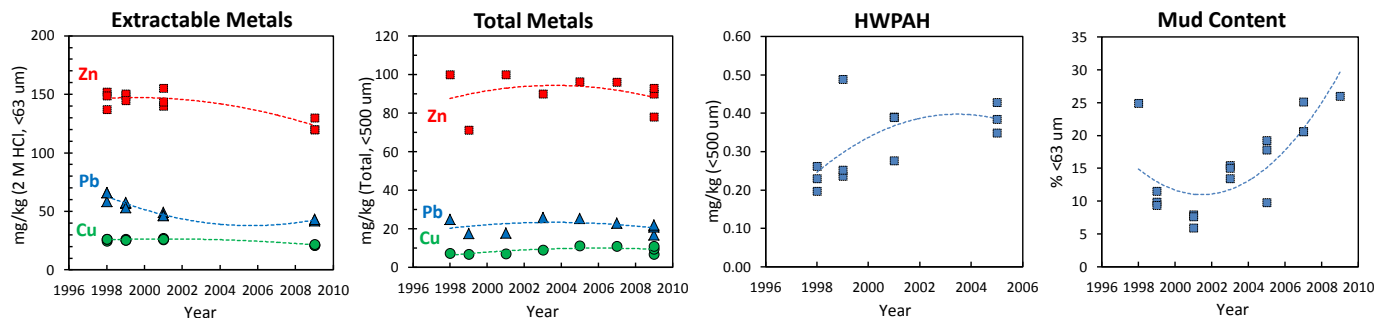 Extractable Metals
mg/kg (2 M HCl, <63 um)
200
150
100
50
0
Zn
Pb
Cu
1996 1998 2000 2002 2004 2006 2008 2010
Year
Total Metals
mg/kg (Total, <500 um)
120
100
80
60
40
20
0
Zn
Pb
Cu
1996 1998 2000 2002 2004 2006 2008 2010
Year
HWPAH
mg/kg (<500 um)
0.60
0.50
0.40
0.30
0.20
0.10
0.00
1996 1998 2000 2002 2004 2006
Year
Mud Content
% <63 um
35
30
25
20
15
10
5
0
1996 1998 2000 2002 2004 2006 2008 2010
Year